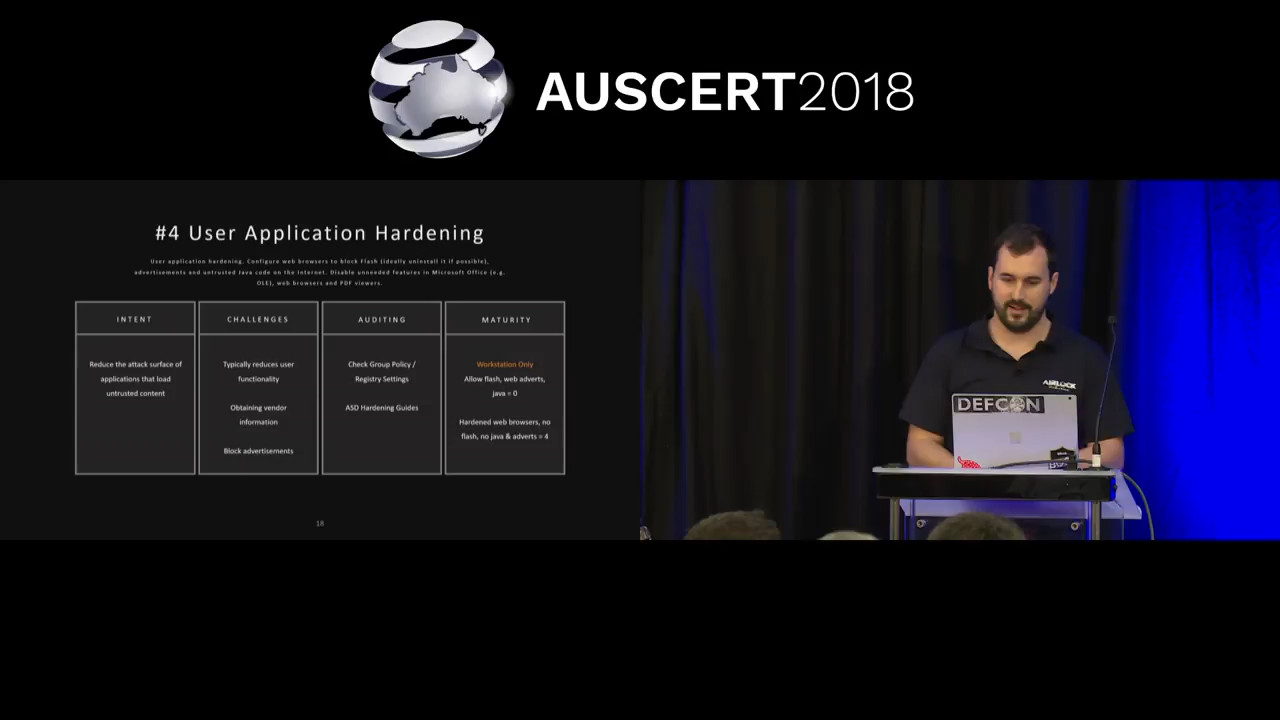 AUSCERT2018
#4 User Application Hardening
User application hardening. Configure web browsers to block Flash (ideally uninstall it if possible),
advertisements and untrusted Java code on the Internet. Disable unneeded features in Microsoft Office (e.g.
OLE), web browsers and PDF viewers.
INTENT
Reduce the attack surface of
applications that load
untrusted content
CHALLENGES
Typically reduces user
functionality
Obtaining vendor
information
Block advertisements
AUDITING
Check Group Policy /
Registry Settings
ASD Hardening Guides
MATURITY
Workstation Only
Allow flash, web adverts,
java = 0
Hardened web browsers, no
flash, no java & adverts = 4
18
AIRLOCK
DEFCON